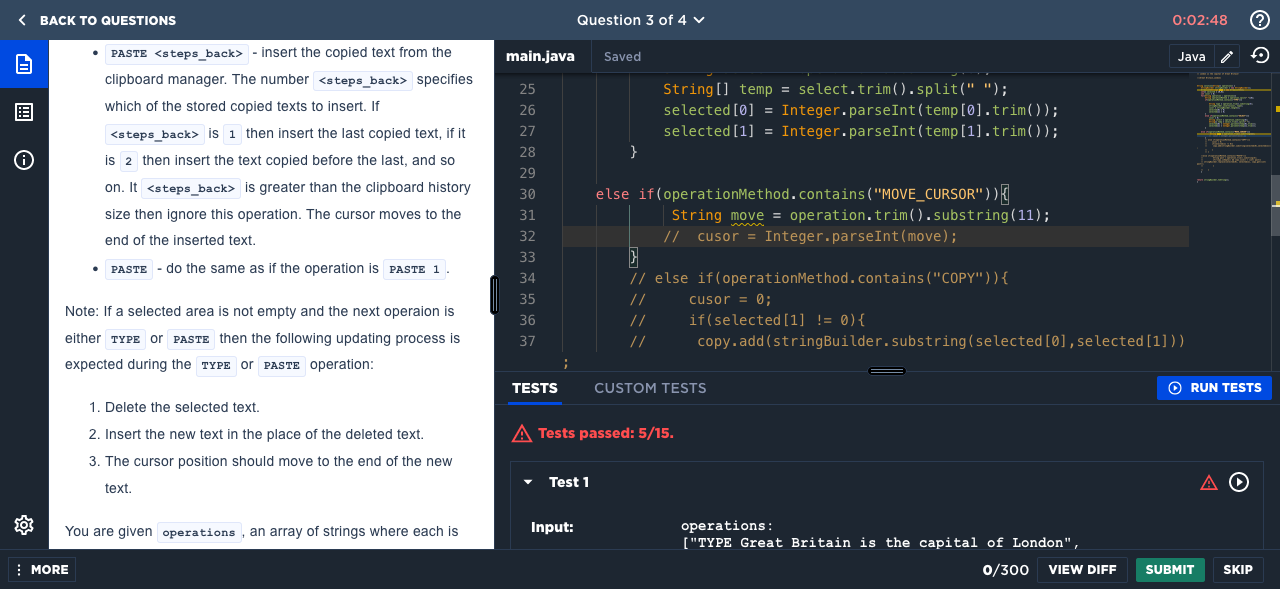 BACK TO QUESTIONS
Question 3 of 4
0:02:48
PASTE <steps_back> - insert the copied text from the
clipboard manager. The number <steps_back> specifies
which of the stored copied texts to insert. If
<steps_back> is 1 then insert the last copied text, if it
is 2 then insert the text copied before the last, and so
on. It <steps_back> is greater than the clipboard history
size then ignore this operation. The cursor moves to the
end of the inserted text.
PASTE - do the same as if the operation is PASTE 1.
Note: If a selected area is not empty and the next operaion is
either TYPE or PASTE then the following updating process is
expected during the TYPE or PASTE operation:
1. Delete the selected text.
2. Insert the new text in the place of the deleted text.
3. The cursor position should move to the end of the new
text.
You are given operations, an array of strings where each is
main.java
Saved
Java
25 String[] temp = select.trim().split(" ");
26 selected[0] = Integer.parseInt(temp[0].trim());
27 selected[1] = Integer.parseInt(temp[1].trim());
28 }
29
30 else if(operationMethod.contains("MOVE_CURSOR")){
31 String move = operation.trim().substring(11);
32 // cusor = Integer.parseInt(move);
33 }
34 // else if(operationMethod.contains("COPY")){
35 // cusor = 0;
36 // if(selected[1] != 0){
37 // copy.add(stringBuilder.substring(selected[0],selected[1]))
;
TESTS
CUSTOM TESTS
RUN TESTS
Tests passed: 5/15.
Test 1
Input:
operations:
["TYPE Great Britain is the capital of London",
MORE
0/300
VIEW DIFF
SUBMIT
SKIP